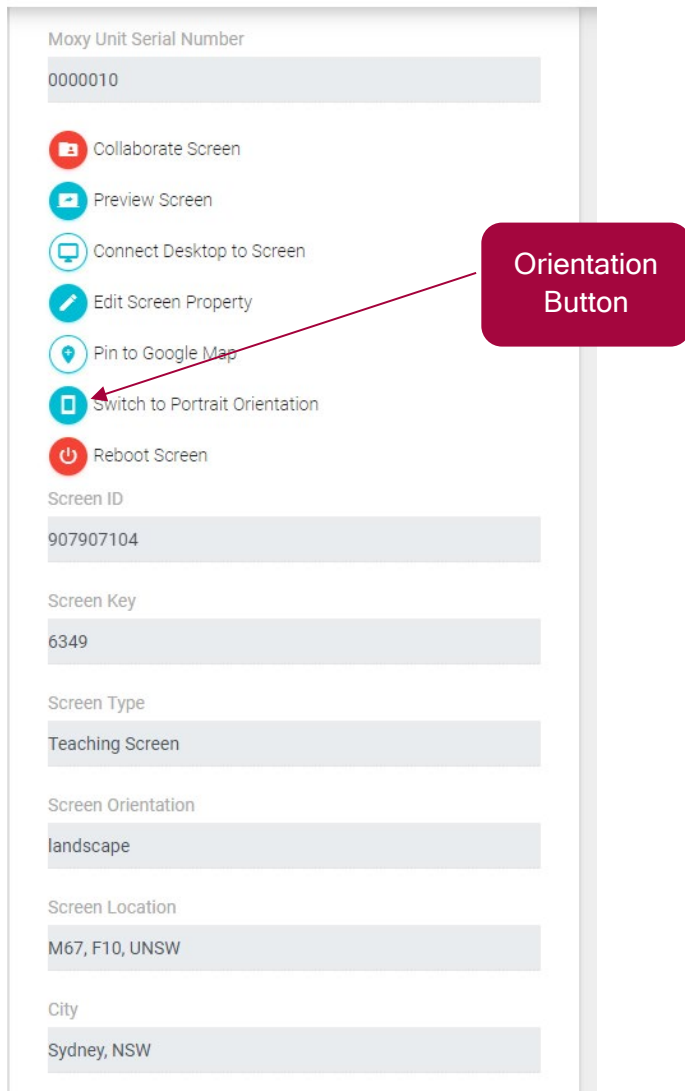 Moxy Unit Serial Number
0000010
Collaborate Screen
Preview Screen
Connect Desktop to Screen
Orientation
Button
Edit Screen Property
Pin to Google Map
Switch to Portrait Orientation
Reboot Screen
Screen ID
907907104
Screen Key
6349
Screen Type
Teaching Screen
Screen Orientation
landscape
Screen Location
M67, F10, UNSW
City
Sydney, NSW